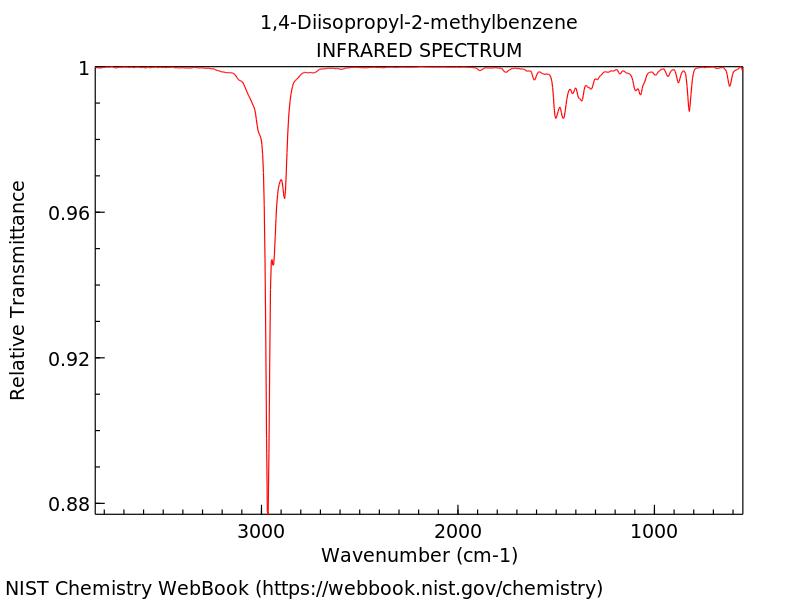 1,4-Diisopropyl-2-methylbenzene
INFRARED SPECTRUM
1
0.96
0.92
0.88
Relative Transmittance
3000 2000 1000
Wavenumber (cm-1)
NIST Chemistry WebBook (https://webbook.nist.gov/chemistry)